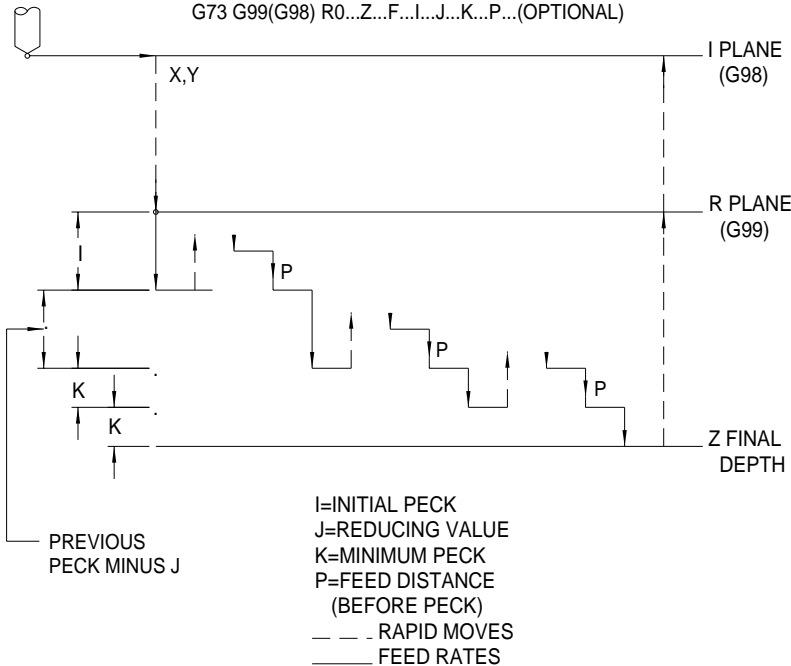 G73 G99(G98) R0...Z...F...I...J...K...P...(OPTIONAL)
I PLANE
(G98)
X,Y
R PLANE
(G99)
I
P
P
K
P
K
Z FINAL
DEPTH
I=INITIAL PECK
J=REDUCING VALUE
PREVIOUS
PECK MINUS J
K=MINIMUM PECK
P=FEED DISTANCE
(BEFORE PECK)
RAPID MOVES
FEED RATES